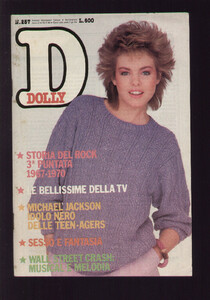 N.287
L.600
D
DOLLY
STORIA DEL ROCK
3ª PUNTATA
1967-1970
LE BELLISSIME DELLA TV
MICHAEL JACKSON
IDOLO NERO
DELLE TEEN-AGERS
SESSO E FANTASIA
WALL STREET CRASH:
MUSICAL E MELODIA